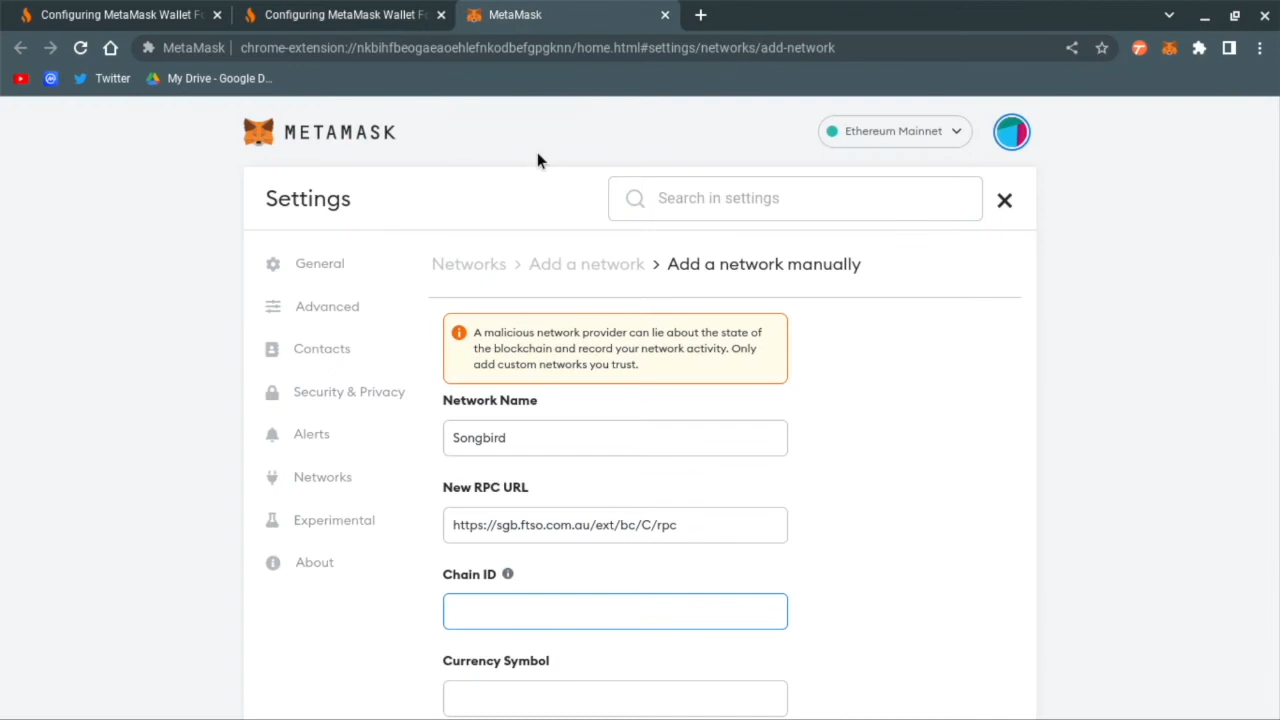 Configuring MetaMask Wallet Fo
Configuring MetaMask Wallet Fo
MetaMask
MetaMask
chrome-extension://nkbihfbeogaeaoehlefnkodbefgpgknn/home.html#settings/networks/add-network
Twitter
My Drive - Google D...
METAMASK
Ethereum Mainnet
Settings
Search in settings
General
Advanced
Contacts
Security & Privacy
Alerts
Networks
Experimental
About
Networks > Add a network > Add a network manually
A malicious network provider can lie about the state of
the blockchain and record your network activity. Only
add custom networks you trust.
Network Name
Songbird
New RPC URL
https://sgb.ftso.com.au/ext/bc/C/rpc
Chain ID
Currency Symbol